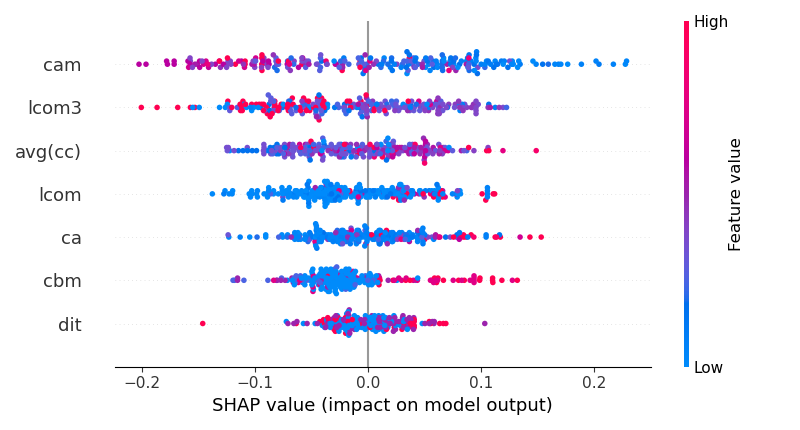 High
cam
lcom3
avg(cc)
lcom
ca
cbm
dit
Feature value
Low
−0.2 −0.1 0.0 0.1 0.2
SHAP value (impact on model output)